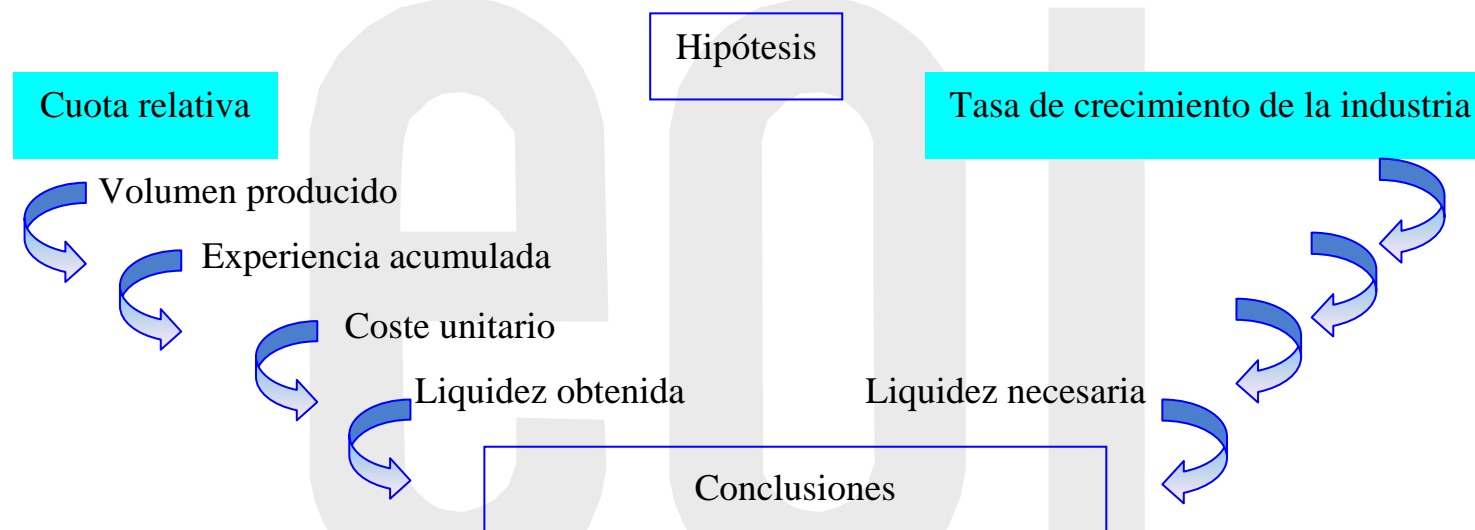 Hipótesis
Cuota relativa
Tasa de crecimiento de la industria
Volumen producido
Experiencia acumulada
Coste unitario
Liquidez obtenida
Liquidez necesaria
Conclusiones
eoi